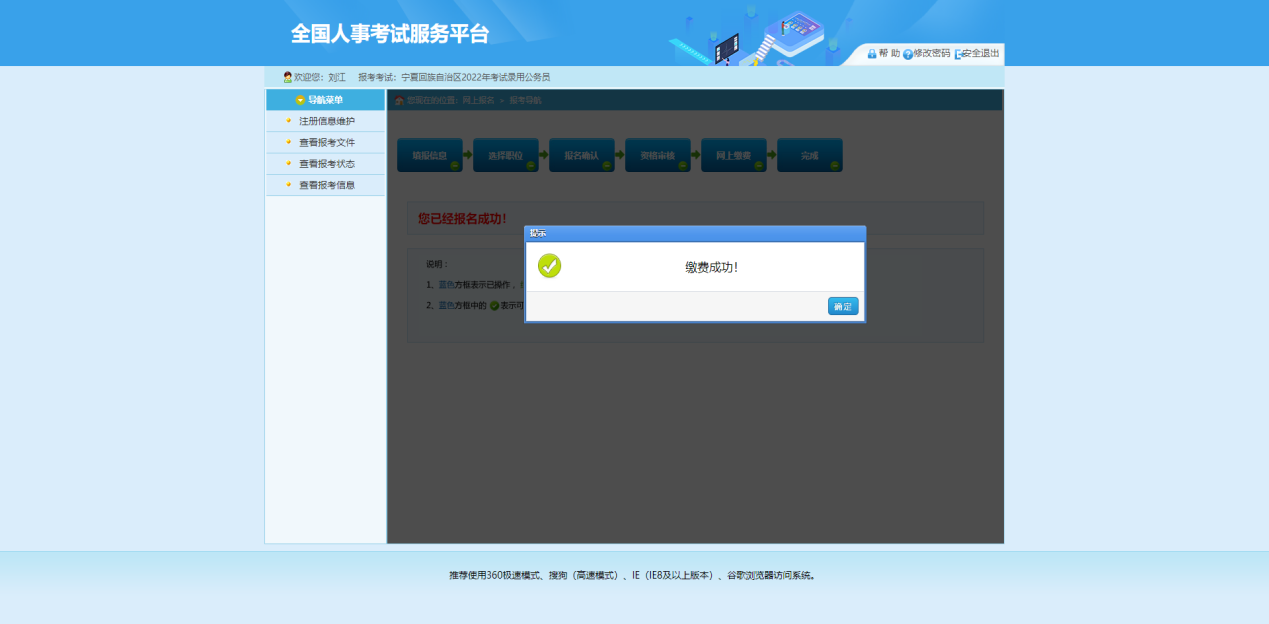 全国人事考试服务平台
帮 助 修改密码 安全退出
欢迎您：刘江 报考考试：宁夏回族自治区2022年考试录用公务员
导航菜单
注册信息维护
查看报考文件
查看报考状态
查看报考信息
您现在的位置：网上报名 » 报考导航
填报信息 选择职位 报名确认 资格审核 网上缴费 完成
您已经报名成功！
提示
缴费成功！
确定
说明：
1、蓝色方框表示已操作，
2、蓝色方框中的 表示可
推荐使用360极速模式、搜狗（高速模式）、IE（IE8及以上版本）、谷歌浏览器访问系统。